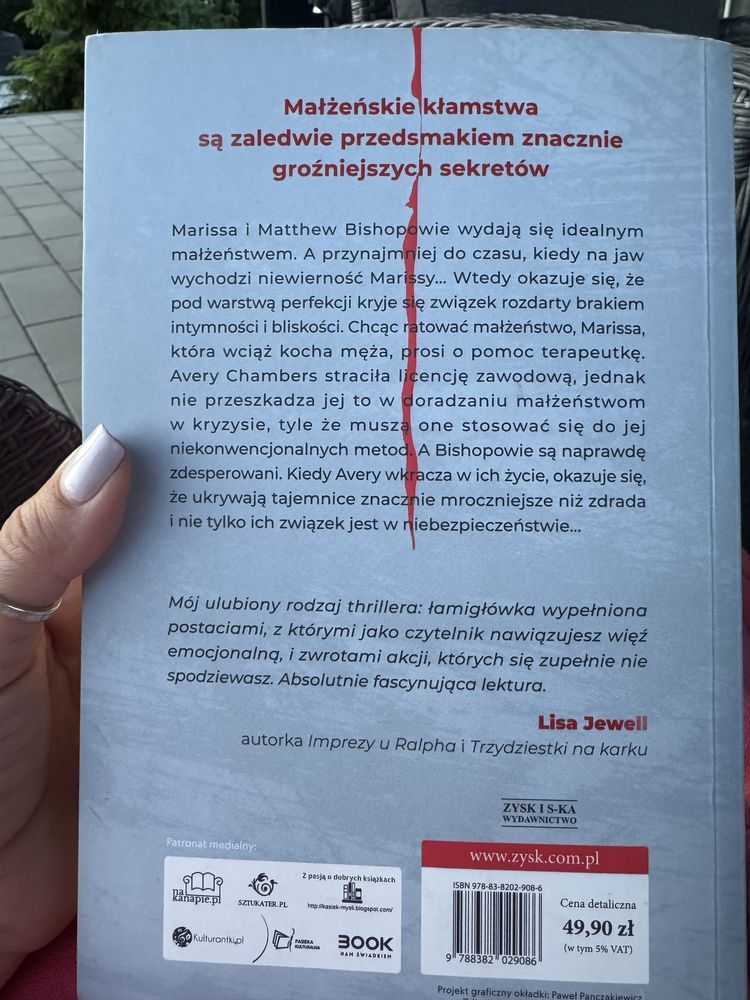 Małżeńskie kłamstwa
są zaledwie przedsmakiem znacznie
groźniejszych sekretów
Marissa i Matthew Bishopowie wydają się idealnym
małżeństwem. A przynajmniej do czasu, kiedy na jaw
wychodzi niewierność Marissy... Wtedy okazuje się, że
pod warstwą perfekcji kryje się związek rozdarty brakiem
intymności i bliskości. Chcąc ratować małżeństwo, Marissa,
która wciąż kocha męża, prosi o pomoc terapeutkę.
Avery Chambers straciła licencję zawodową, jednak
nie przeszkadza jej to w doradzaniu małżeństwom
w kryzysie, tyle że muszą one stosować się do jej
niekonwencjonalnych metod. A Bishopowie są naprawdę
zdesperowani. Kiedy Avery wkracza w ich życie, okazuje się,
że ukrywają tajemnice znacznie mroczniejsze niż zdrada
i nie tylko ich związek jest w niebezpieczeństwie...
Mój ulubiony rodzaj thrillera: łamigłówka wypełniona
postaciami, z którymi jako czytelnik nawiązujesz więź
emocjonalną, i zwrotami akcji, których się zupełnie nie
spodziewasz. Absolutnie fascynująca lektura.
Lisa Jewell
autorka Imprezy u Ralpha i Trzydziestki na karku
ZYSK I S-KA
WYDAWNICTWO
Patronat medialny:
na
kanapie.pl
SZTUKATER.PL
Z pasją o dobrych książkach
http://kasiek-mysli.blogspot.com/
Kulturantki.pl
PASIEKA
KULTURALNA
BOOK
NAM ŚWIADKIEM
www.zysk.com.pl
ISBN 978-83-8202-908-6
9 788382 029086
Cena detaliczna
49,90 zł
(w tym 5% VAT)
Projekt graficzny okładki: Paweł Panczakiewicz